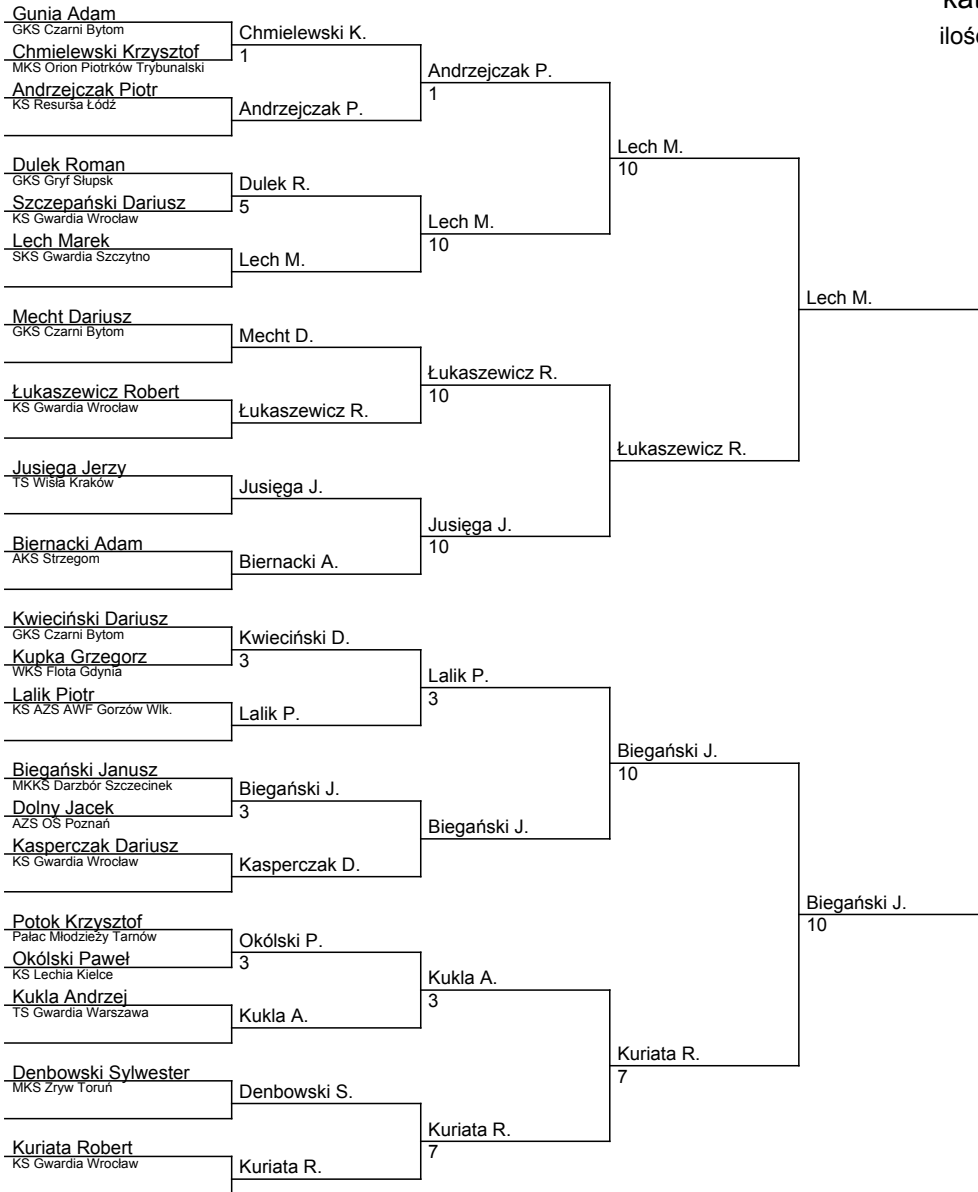 Gunia Adam
GKS Czarni Bytom
Chmielewski Krzysztof
MKS Orion Piotrków Trybunalski
Andrzejczak Piotr
KS Resursa Łódź
Dulek Roman
GKS Gryf Słupsk
Szczepański Dariusz
KS Gwardia Wrocław
Lech Marek
SKS Gwardia Szczytno
Mecht Dariusz
GKS Czarni Bytom
Łukaszewicz Robert
KS Gwardia Wrocław
Jusięga Jerzy
TS Wisła Kraków
Biernacki Adam
AKS Strzegom
Kwieciński Dariusz
GKS Czarni Bytom
Kupka Grzegorz
WKS Flota Gdynia
Lalik Piotr
KS AZS AWF Gorzów Wlk.
Biegański Janusz
MKKS Darzbór Szczecinek
Dolny Jacek
AZS OŚ Poznań
Kasperczak Dariusz
KS Gwardia Wrocław
Potok Krzysztof
Pałac Młodzieży Tarnów
Okólski Paweł
KS Lechia Kielce
Kukla Andrzej
TS Gwardia Warszawa
Denbowski Sylwester
MKS Zryw Toruń
Kuriata Robert
KS Gwardia Wrocław
Chmielewski K.
1
Andrzejczak P.
Dulek R.
5
Lech M.
Mecht D.
Łukaszewicz R.
Jusięga J.
Biernacki A.
Kwieciński D.
3
Lalik P.
Biegański J.
3
Kasperczak D.
Okólski P.
3
Kukla A.
Denbowski S.
Kuriata R.
Andrzejczak P.
1
Lech M.
10
Łukaszewicz R.
10
Jusięga J.
10
Lalik P.
3
Biegański J.
Kukla A.
3
Kuriata R.
7
Lech M.
10
Łukaszewicz R.
Biegański J.
10
Kuriata R.
7
Lech M.
Biegański J.
10